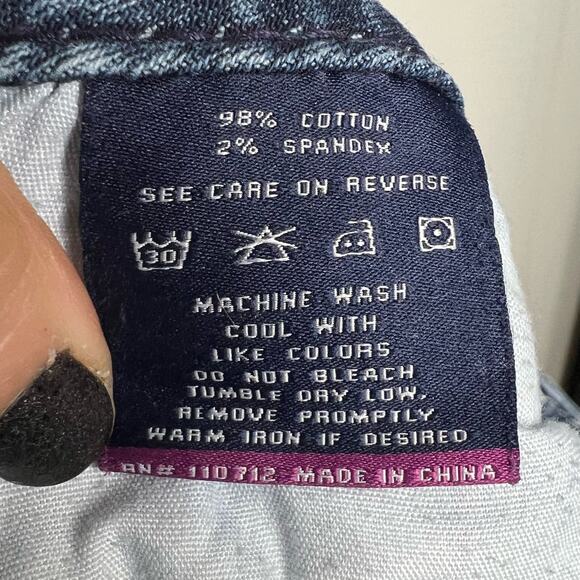 98% COTTON
2% SPANDEX
SEE CARE ON REVERSE
30
MACHINE WASH
COOL WITH
LIKE COLORS
DO NOT BLEACH
TUMBLE DRY LOW.
REMOVE PROMPTLY
WARM IRON IF DESIRED
RN# 110712 MADE IN CHINA